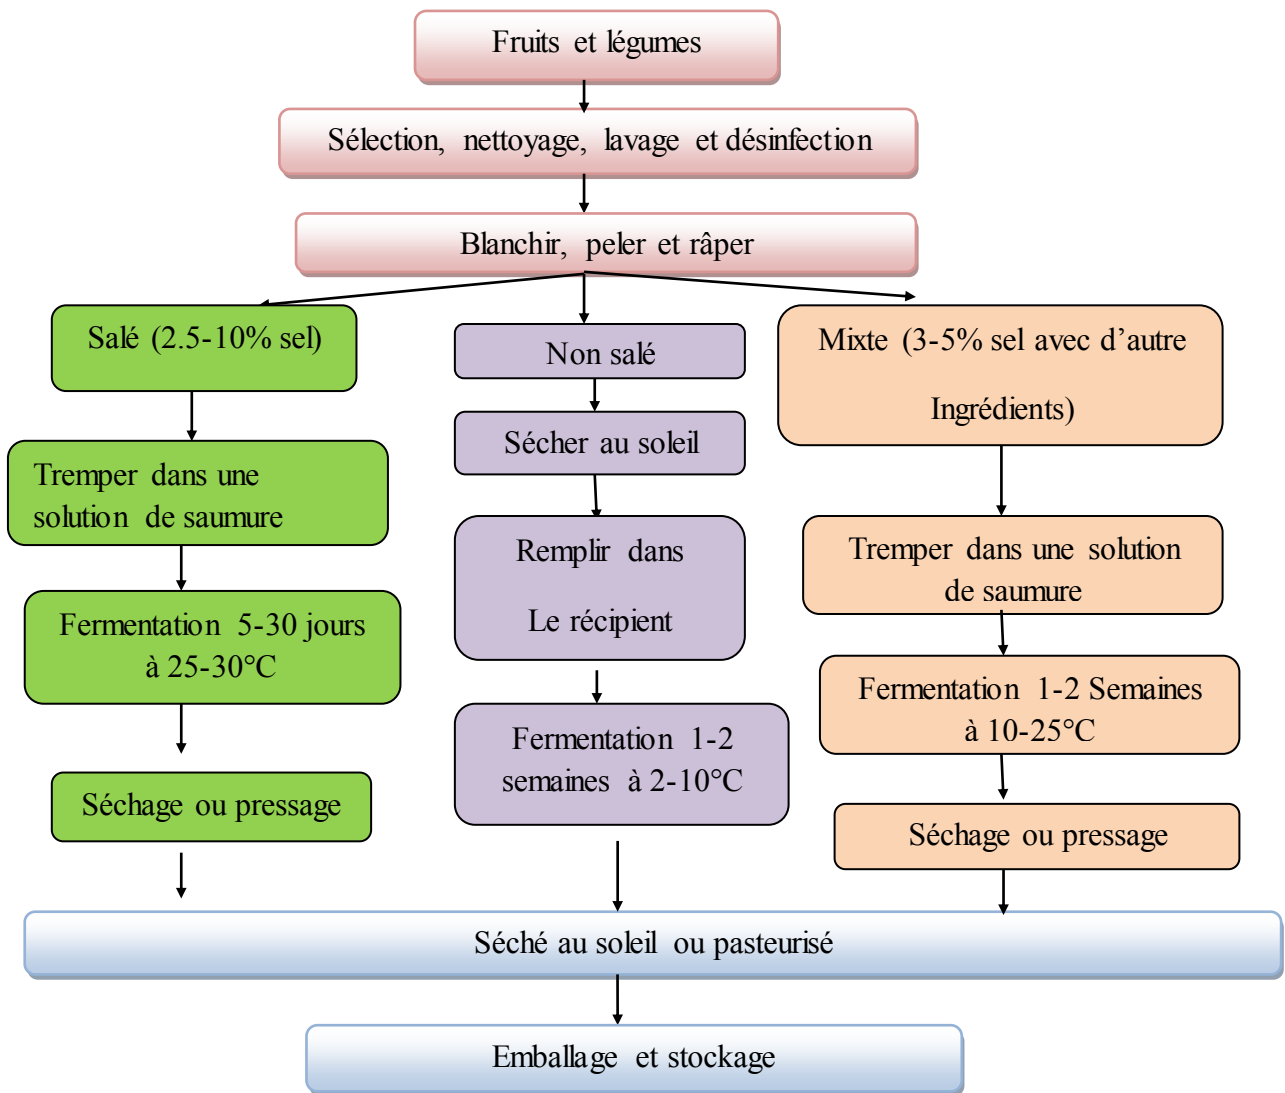 Fruits et légumes
Sélection, nettoyage, lavage et désinfection
Blanchir, peler et râper
Salé (2.5-10% sel)
Tremper dans une
solution de saumure
Fermentation 5-30 jours
à 25-30°C
Séchage ou pressage
Non salé
Sécher au soleil
Remplir dans
Le récipient
Fermentation 1-2
semaines à 2-10°C
Mixte (3-5% sel avec d’autre
Ingrédients)
Tremper dans une solution
de saumure
Fermentation 1-2 Semaines
à 10-25°C
Séchage ou pressage
Séché au soleil ou pasteurisé
Emballage et stockage